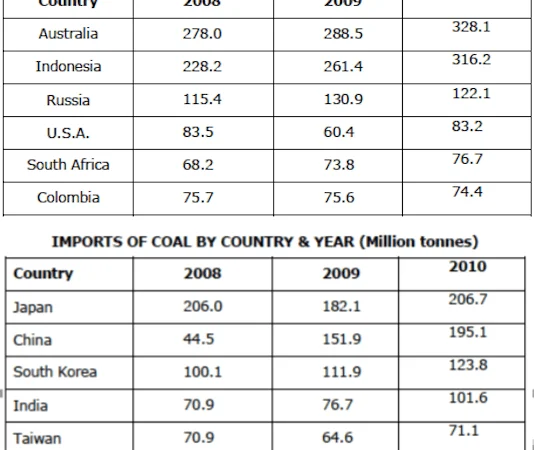 Country 2008 2009
Australia 278.0 288.5 328.1
Indonesia 228.2 261.4 316.2
Russia 115.4 130.9 122.1
U.S.A. 83.5 60.4 83.2
South Africa 68.2 73.8 76.7
Colombia 75.7 75.6 74.4
IMPORTS OF COAL BY COUNTRY & YEAR (Million tonnes)
Country 2008 2009 2010
Japan 206.0 182.1 206.7
China 44.5 151.9 195.1
South Korea 100.1 111.9 123.8
India 70.9 76.7 101.6
Taiwan 70.9 64.6 71.1